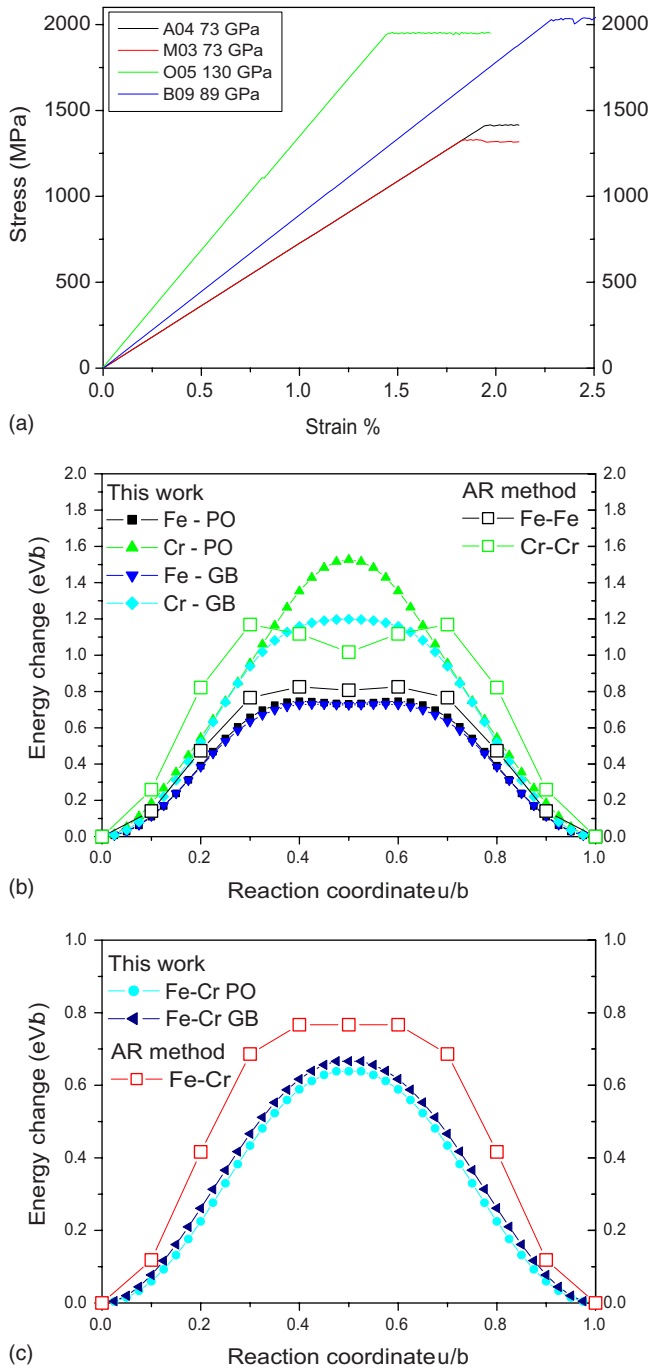 2000
1500
1000
500
0
Stress (MPa)
A04 73 GPa
M03 73 GPa
O05 130 GPa
B09 89 GPa
2000
1500
1000
500
0
0.0 0.5 1.0 1.5 2.0 2.5
Strain %
(a)
2.0
1.8
1.6
1.4
1.2
1.0
0.8
0.6
0.4
0.2
0.0
Energy change (eV/b)
This work
Fe - PO
Cr - PO
Fe - GB
Cr - GB
AR method
Fe-Fe
Cr-Cr
2.0
1.8
1.6
1.4
1.2
1.0
0.8
0.6
0.4
0.2
0.0
0.0 0.2 0.4 0.6 0.8 1.0
Reaction coordinateu/b
(b)
1.0
0.8
0.6
0.4
0.2
0.0
Energy change (eV/b)
This work
Fe-Cr PO
Fe-Cr GB
AR method
Fe-Cr
1.0
0.8
0.6
0.4
0.2
0.0
0.0 0.2 0.4 0.6 0.8 1.0
Reaction coordinateu/b
(c)